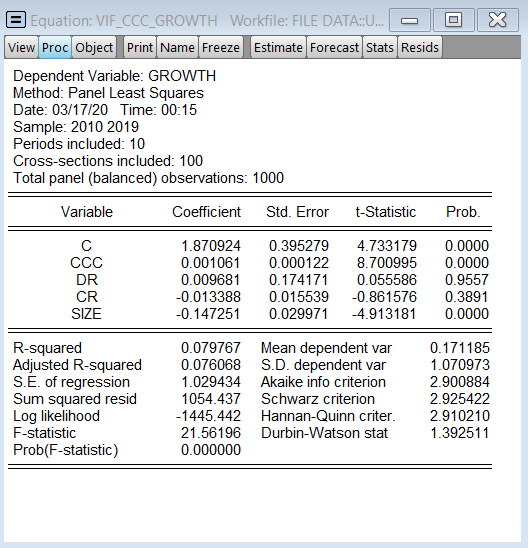 Equation: VIF_CCC_GROWTH Workfile: FILE DATA::U...
View Proc Object Print Name Freeze Estimate Forecast Stats Resids
Dependent Variable: GROWTH
Method: Panel Least Squares
Date: 03/17/20 Time: 00:15
Sample: 2010 2019
Periods included: 10
Cross-sections included: 100
Total panel (balanced) observations: 1000
Variable Coefficient Std. Error t-Statistic Prob.
C 1.870924 0.395279 4.733179 0.0000
CCC 0.001061 0.000122 8.700995 0.0000
DR 0.009681 0.174171 0.055586 0.9557
CR -0.013388 0.015539 -0.861576 0.3891
SIZE -0.147251 0.029971 -4.913181 0.0000
R-squared 0.079767 Mean dependent var 0.171185
Adjusted R-squared 0.076068 S.D. dependent var 1.070973
S.E. of regression 1.029434 Akaike info criterion 2.900884
Sum squared resid 1054.437 Schwarz criterion 2.925422
Log likelihood -1445.442 Hannan-Quinn criter. 2.910210
F-statistic 21.56196 Durbin-Watson stat 1.392511
Prob(F-statistic) 0.000000